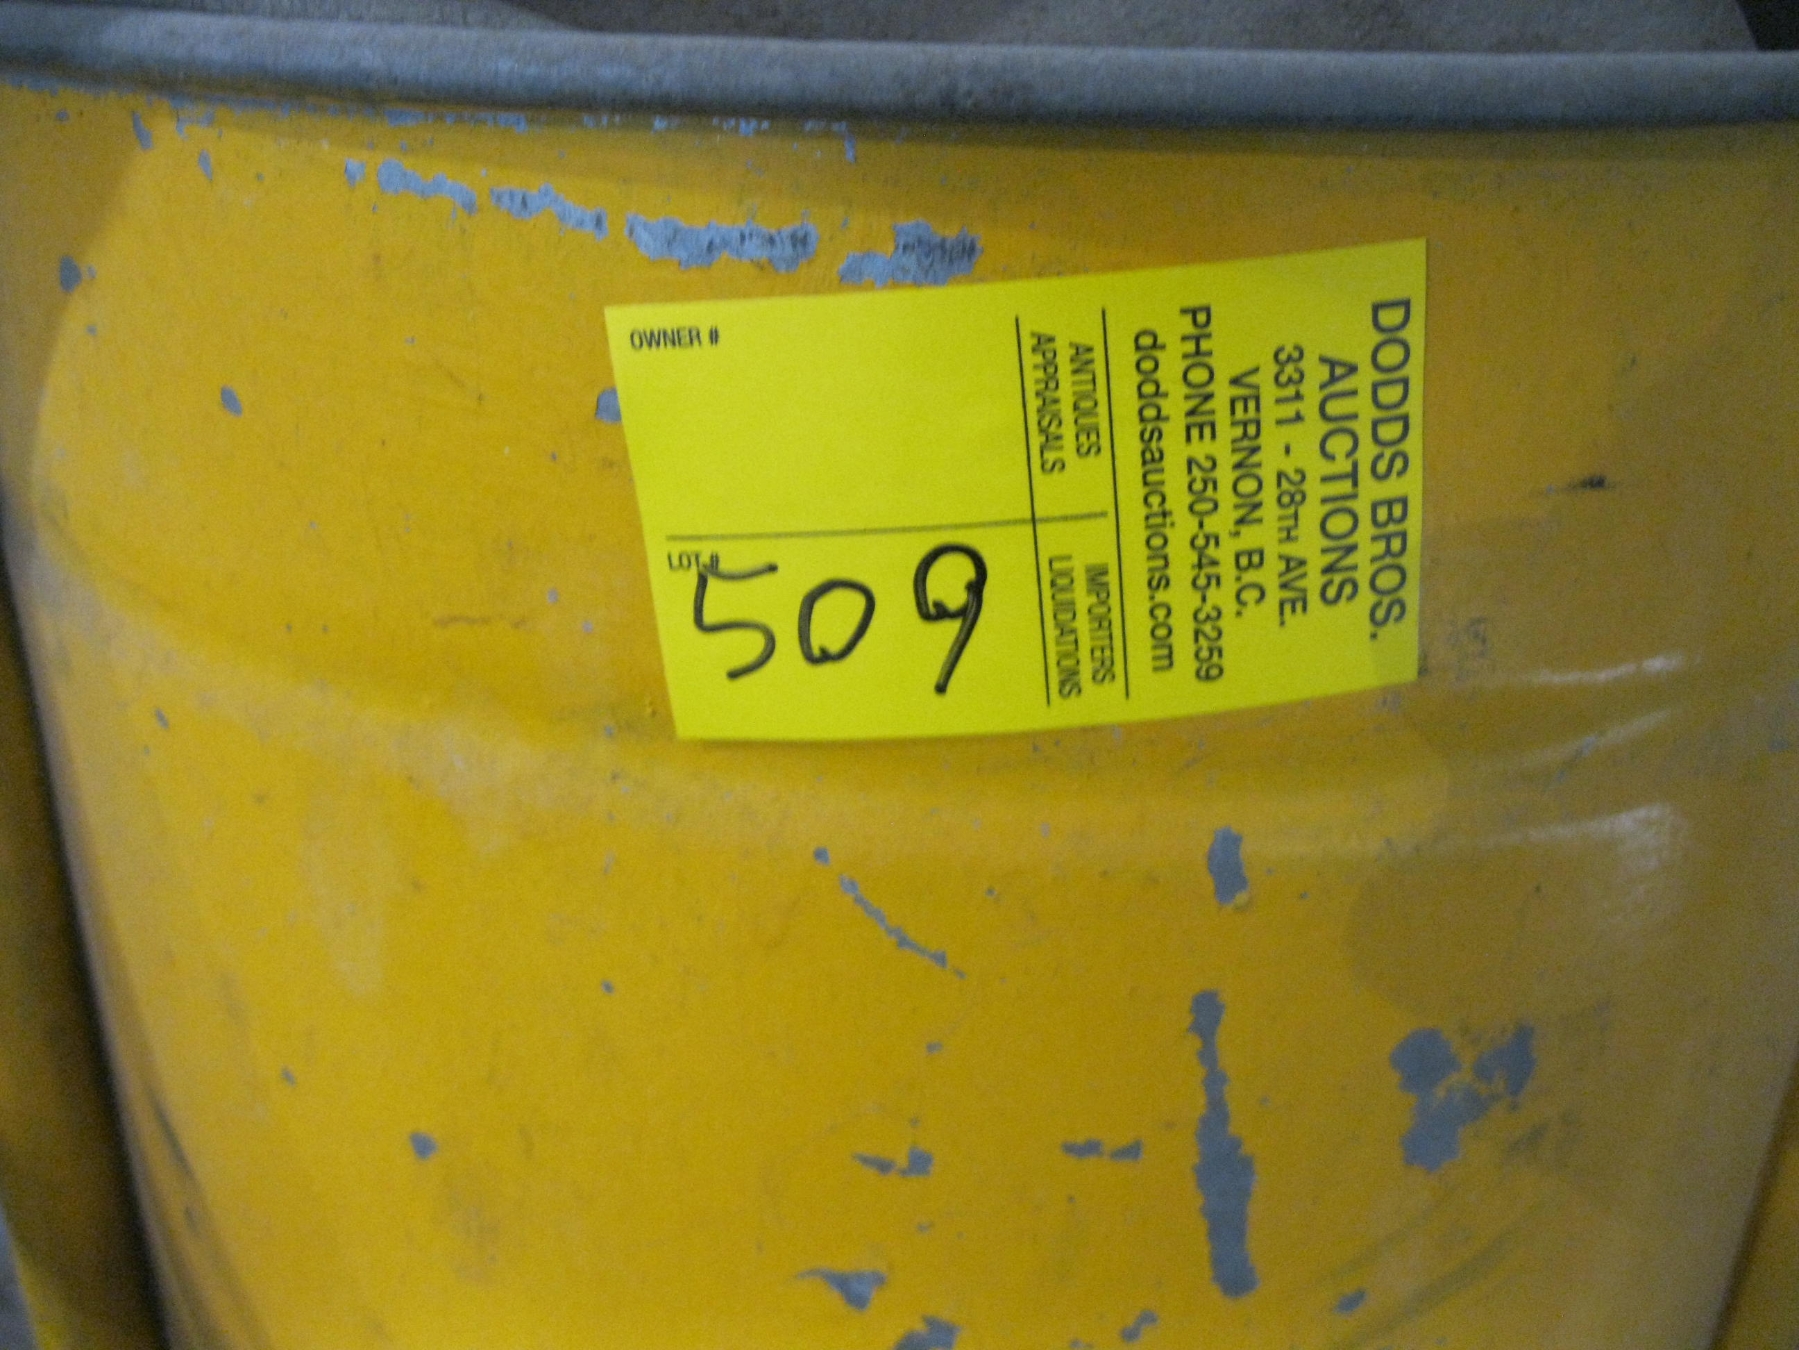 DODDS BROS.
AUCTIONS
3311 - 28TH AVE.
VERNON, B.C.
PHONE 250-545-3259
doddsauctions.com
ANTIQUES IMPORTERS
APPRAISALS LIQUIDATIONS
OWNER #
LOT #
509